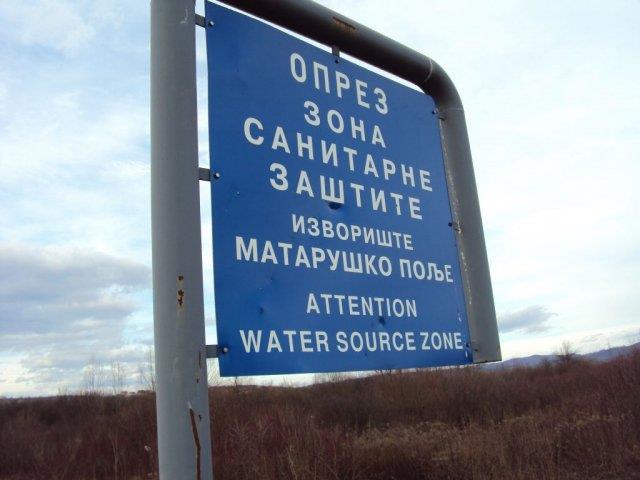 ОПРЕЗ
ЗОНА
САНИТАРНЕ
ЗАШТИТЕ
ИЗВОРИШТЕ
МАТАРУШКО ПОЉЕ
ATTENTION
WATER SOURCE ZONE